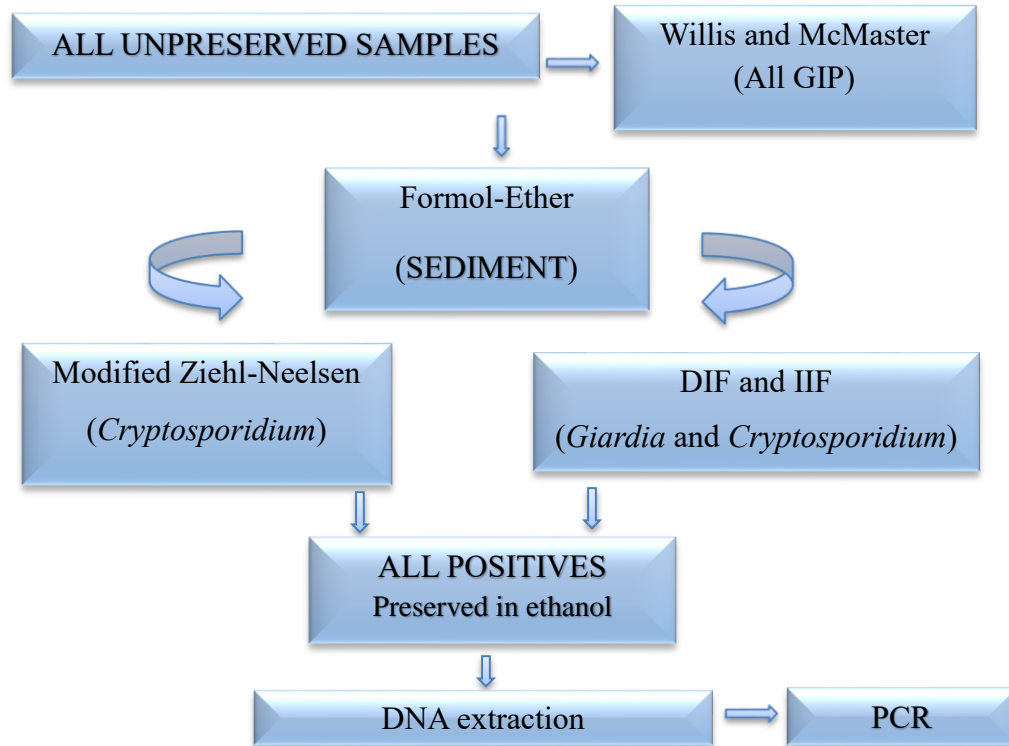 ALL UNPRESERVED SAMPLES
Willis and McMaster
(All GIP)
Formol-Ether
(SEDIMENT)
Modified Ziehl-Neelsen
(Cryptosporidium)
DIF and IIF
(Giardia and Cryptosporidium)
ALL POSITIVES
Preserved in ethanol
DNA extraction
PCR